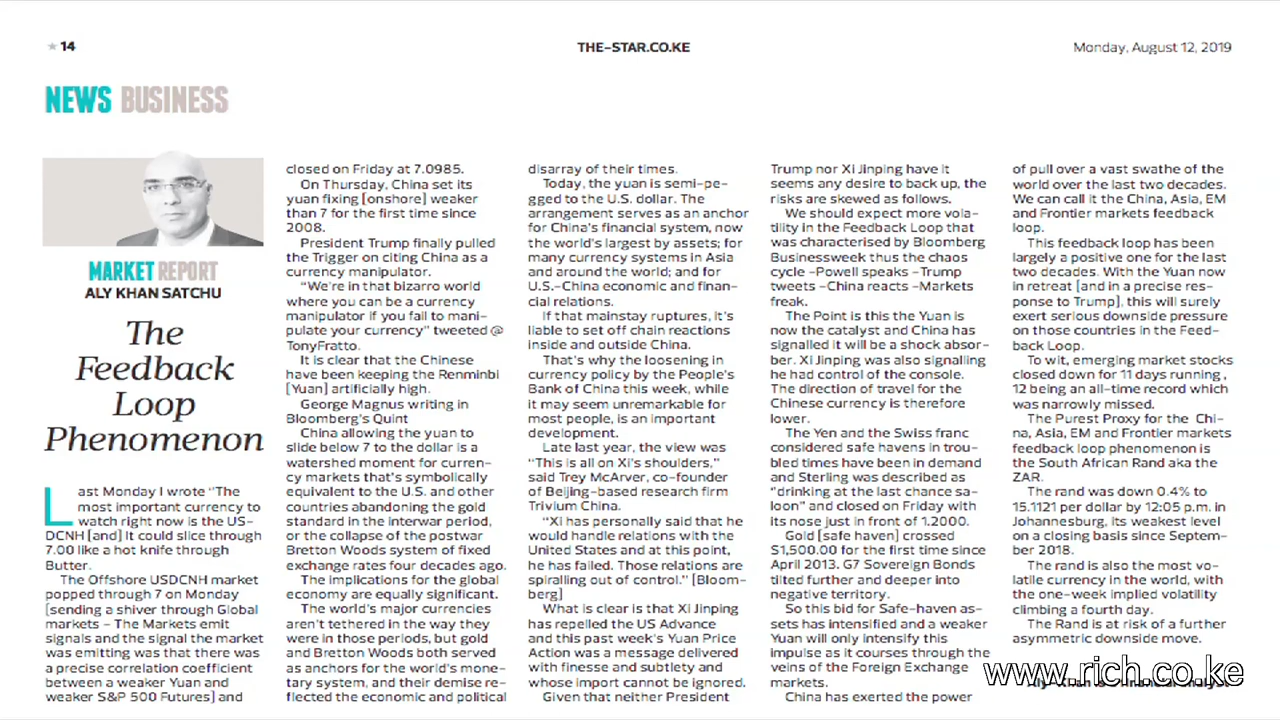 ★ 14
THE-STAR.CO.KE
Monday, August 12, 2019
NEWS BUSINESS
MARKET REPORT
ALY KHAN SATCHU
The
Feedback
Loop
Phenomenon
Last Monday I wrote “The
most important currency to
watch right now is the US-
DCNH [and] It could slice through
7.00 like a hot knife through
Butter.
The Offshore USDCNH market
popped through 7 on Monday
[sending a shiver through Global
markets - The Markets emit
signals and the signal the market
was emitting was that there was
a precise correlation coefficient
between a weaker Yuan and
weaker S&P 500 Futures] and
closed on Friday at 7.0985.
On Thursday, China set its
yuan fixing [onshore] weaker
than 7 for the first time since
2008.
President Trump finally pulled
the Trigger on citing China as a
currency manipulator.
“We're in that bizarro world
where you can be a currency
manipulator if you fail to mani-
pulate your currency” tweeted @
TonyFratto.
It is clear that the Chinese
have been keeping the Renminbi
[Yuan] artificially high.
George Magnus writing in
Bloomberg's Quint
China allowing the yuan to
slide below 7 to the dollar is a
watershed moment for curren-
cy markets that's symbolically
equivalent to the U.S. and other
countries abandoning the gold
standard in the interwar period,
or the collapse of the postwar
Bretton Woods system of fixed
exchange rates four decades ago.
The implications for the global
economy are equally significant.
The world's major currencies
aren't tethered in the way they
were in those periods, but gold
and Bretton Woods both served
as anchors for the world's mone-
tary system, and their demise re-
flected the economic and political
disarray of their times.
Today, the yuan is semi-pe-
gged to the U.S. dollar. The
arrangement serves as an anchor
for China's financial system, now
the world's largest by assets; for
many currency systems in Asia
and around the world; and for
U.S.-China economic and finan-
cial relations.
If that mainstay ruptures, it's
liable to set off chain reactions
inside and outside China.
That's why the loosening in
currency policy by the People's
Bank of China this week, while
it may seem unremarkable for
most people, is an important
development.
Late last year, the view was
“This is all on Xi's shoulders,”
said Trey McArver, co-founder
of Beijing-based research firm
Trivium China.
“Xi has personally said that he
would handle relations with the
United States and at this point,
he has failed. Those relations are
spiralling out of control.” [Bloom-
berg]
What is clear is that Xi Jinping
has repelled the US Advance
and this past week's Yuan Price
Action was a message delivered
with finesse and subtlety and
whose import cannot be ignored.
Given that neither President
Trump nor Xi Jinping have it
seems any desire to back up, the
risks are skewed as follows.
We should expect more vola-
tility in the Feedback Loop that
was characterised by Bloomberg
Businessweek thus the chaos
cycle -Powell speaks -Trump
tweets -China reacts -Markets
freak.
The Point is this the Yuan is
now the catalyst and China has
signalled it will be a shock absor-
ber. Xi Jinping was also signalling
he had control of the console.
The direction of travel for the
Chinese currency is therefore
lower.
The Yen and the Swiss franc
considered safe havens in trou-
bled times have been in demand
and Sterling was described as
“drinking at the last chance sa-
loon” and closed on Friday with
its nose just in front of 1.2000.
Gold [safe haven] crossed
$1,500.00 for the first time since
April 2013. G7 Sovereign Bonds
tilted further and deeper into
negative territory.
So this bid for Safe-haven as-
sets has intensified and a weaker
Yuan will only intensify this
impulse as it courses through the
veins of the Foreign Exchange
markets.
China has exerted the power
of pull over a vast swathe of the
world over the last two decades.
We can call it the China, Asia, EM
and Frontier markets feedback
loop.
This feedback loop has been
largely a positive one for the last
two decades. With the Yuan now
in retreat [and in a precise res-
ponse to Trump], this will surely
exert serious downside pressure
on those countries in the Feed-
back Loop.
To wit, emerging market stocks
closed down for 11 days running ,
12 being an all-time record which
was narrowly missed.
The Purest Proxy for the Chi-
na, Asia, EM and Frontier markets
feedback loop phenomenon is
the South African Rand aka the
ZAR.
The rand was down 0.4% to
15.1121 per dollar by 12:05 p.m. in
Johannesburg, its weakest level
on a closing basis since Septem-
ber 2018.
The rand is also the most vo-
latile currency in the world, with
the one-week implied volatility
climbing a fourth day.
The Rand is at risk of a further
asymmetric downside move.
www.rich.co.ke